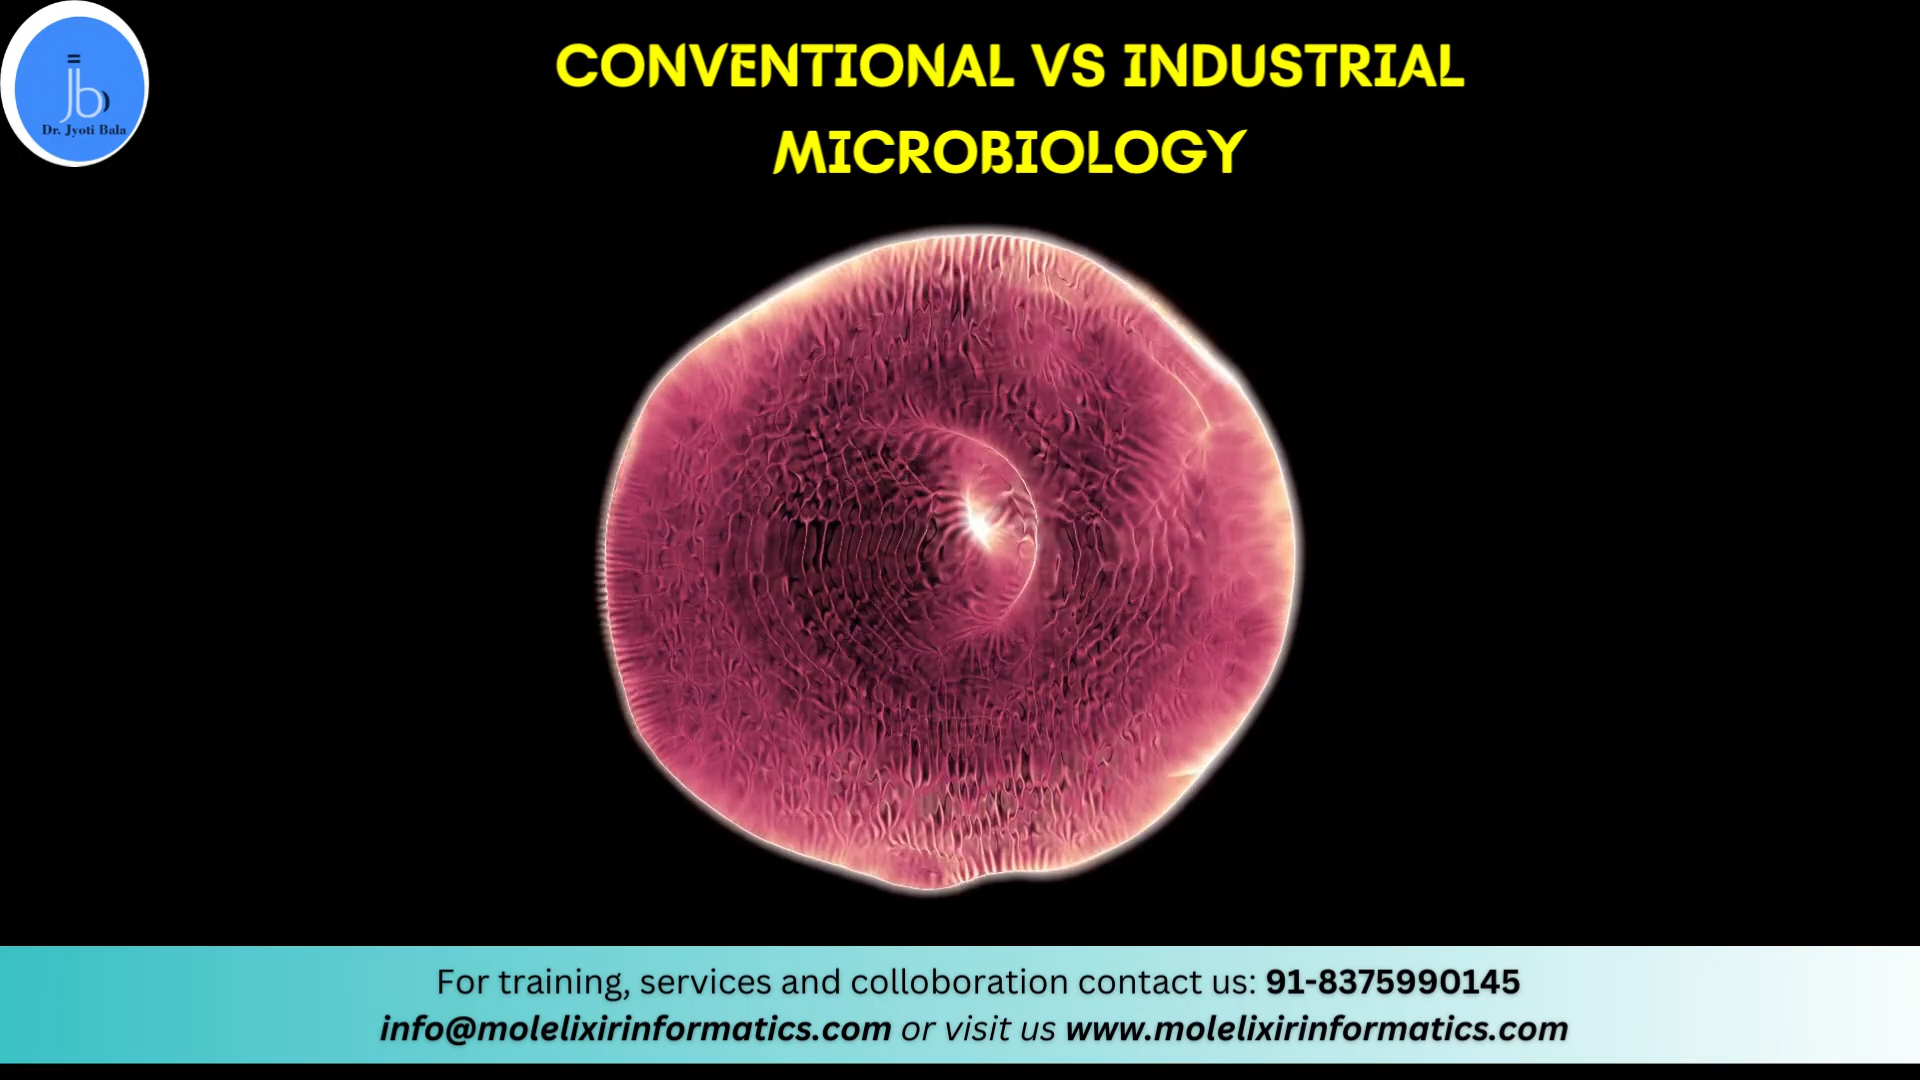 Dr. Jyoti Bala
CONVENTIONAL VS INDUSTRIAL
MICROBIOLOGY
For training, services and colloboration contact us: 91-8375990145
info@molelixirinformatics.com or visit us www.molelixirinformatics.com